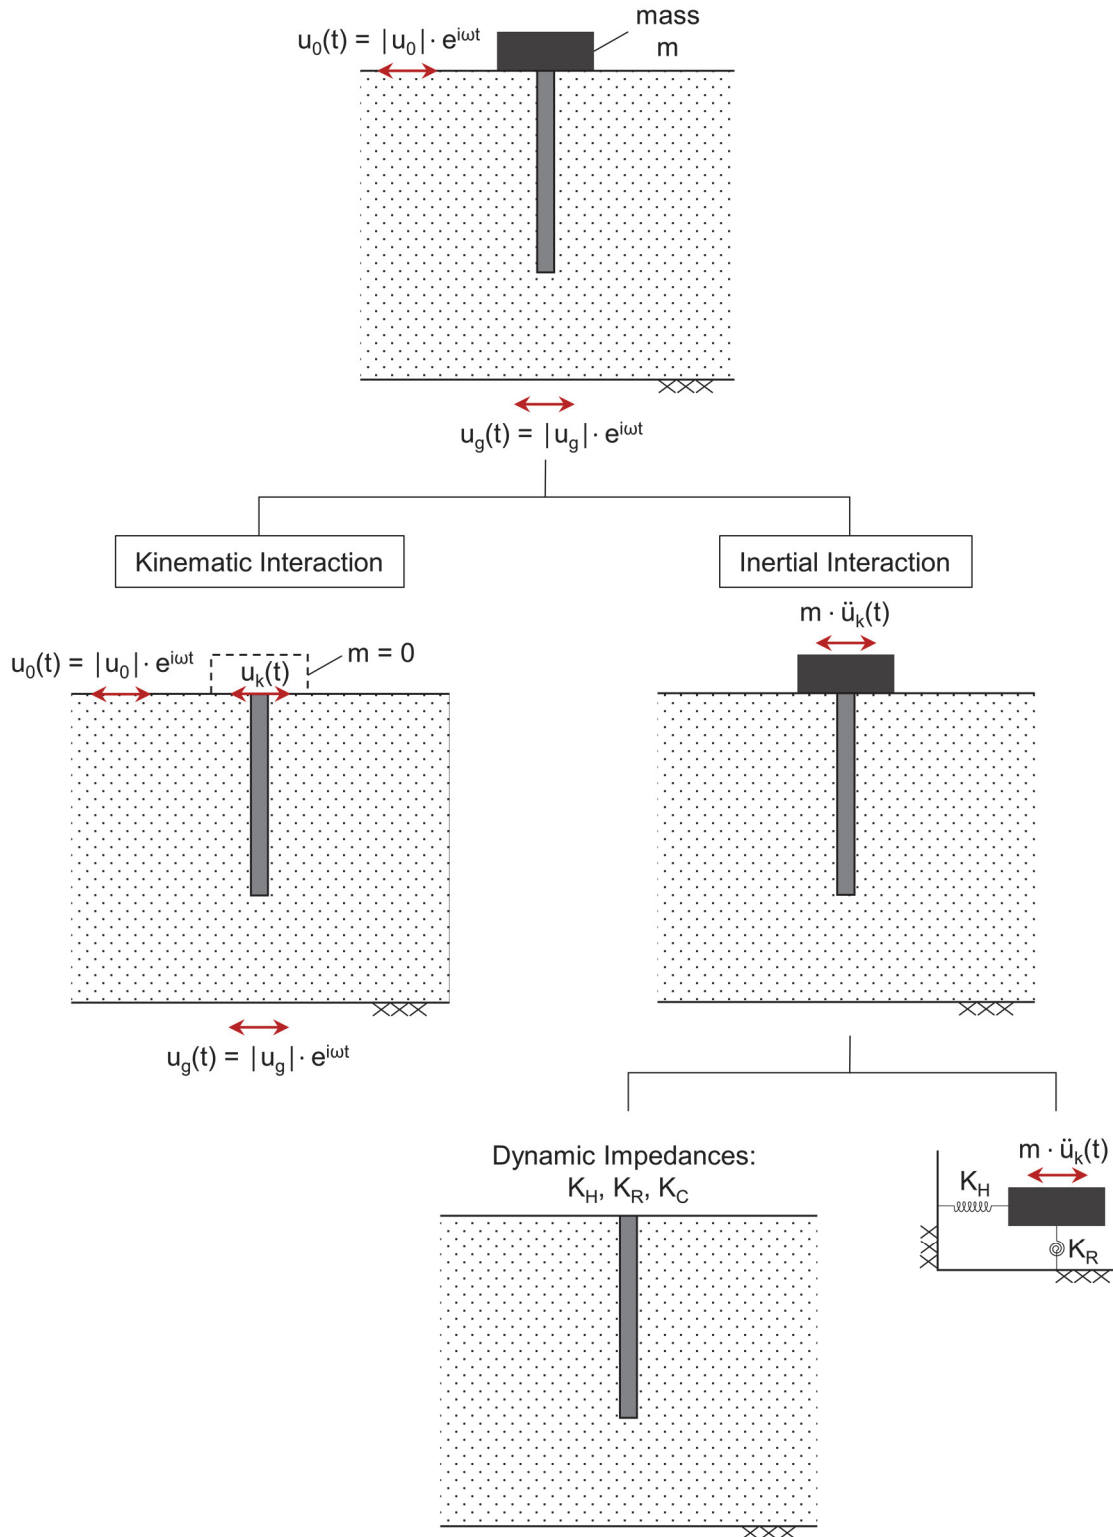 mass
m
u₀(t) = |u₀| · e^{iωt}
u_g(t) = |u_g| · e^{iωt}
Kinematic Interaction
Inertial Interaction
m · ü_k(t)
u₀(t) = |u₀| · e^{iωt}
u_k(t)
m = 0
u_g(t) = |u_g| · e^{iωt}
Dynamic Impedances:
K_H, K_R, K_C
m · ü_k(t)
K_H
K_R